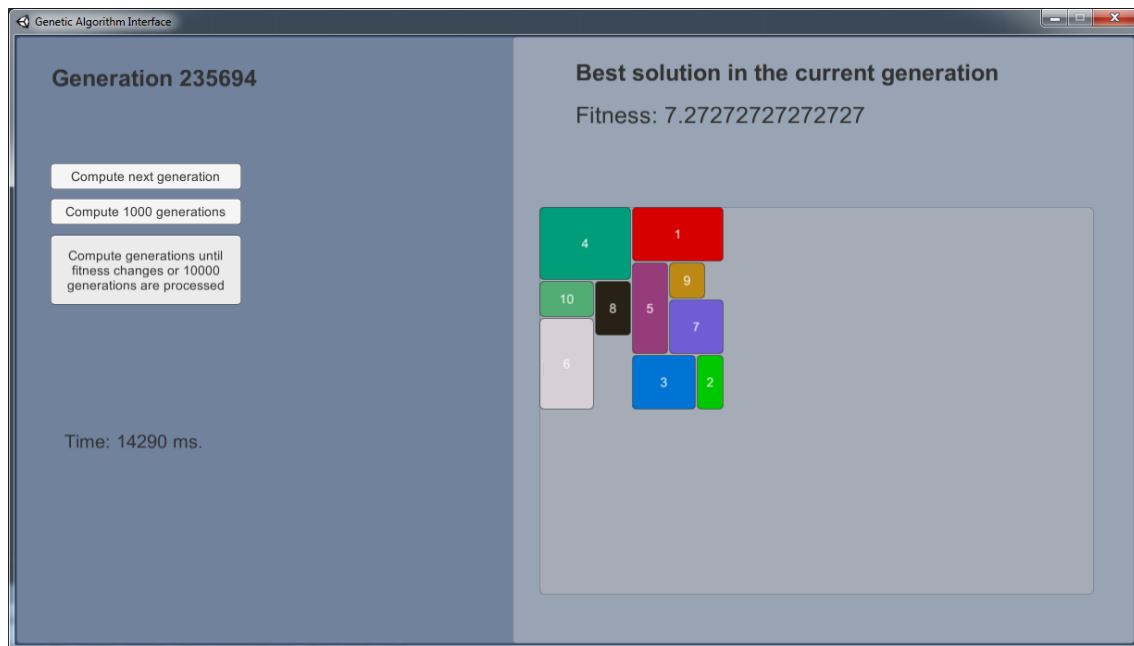 Genetic Algorithm Interface
Generation 235694
Compute next generation
Compute 1000 generations
Compute generations until
fitness changes or 10000
generations are processed
Time: 14290 ms.
Best solution in the current generation
Fitness: 7.27272727272727
4
1
9
10
8
5
7
6
3
2